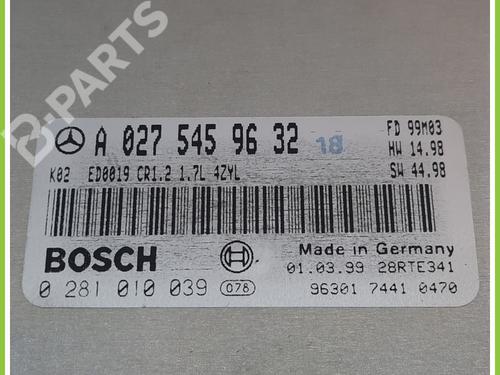 B-PARTS
A 027 545 96 32 18
FD 99M03
HW 14.98
SW 44.98
K02 ED0019 CR1.2 1.7L 4ZYL
BOSCH
Made in Germany
01.03.99 28RTE341
0 281 010 039 078
96301 7441 0470